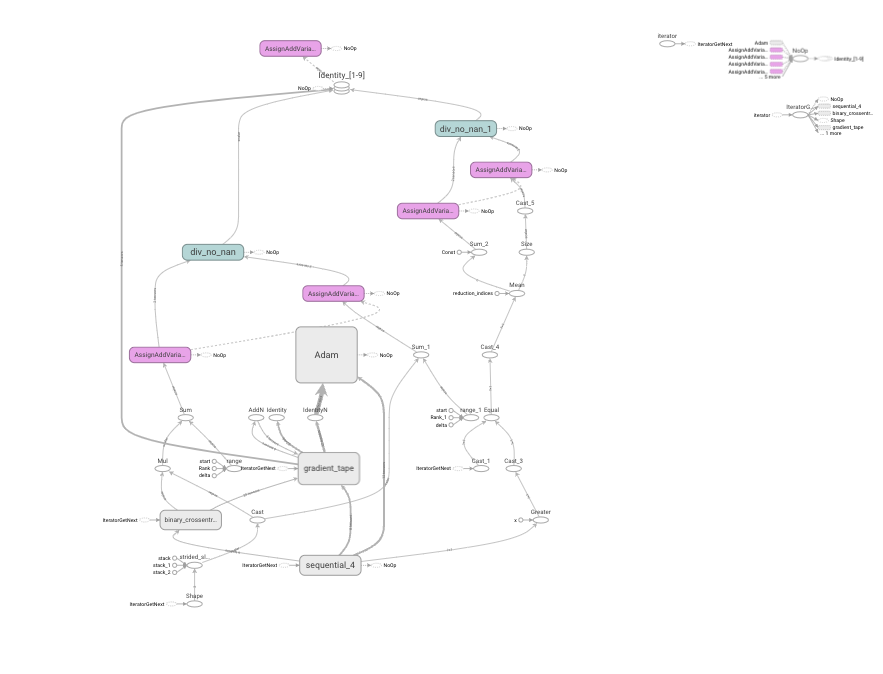 iterator
IteratorGetNext
Adam
AssignAddVaria...
AssignAddVaria...
AssignAddVaria...
AssignAddVaria...
... 5 more
NoOp
Identity_[1-9]
AssignAddVaria...
NoOp
Identity_[1-9]
NoOp
IteratorG...
iterator
NoOp
sequential_4
binary_crossentr...
Shape
gradient_tape
... 1 more
div_no_nan_1
NoOp
AssignAddVaria...
NoOp
AssignAddVaria...
NoOp
Cast_5
Sum_2
Const
Size
div_no_nan
NoOp
Mean
reduction_indices
AssignAddVaria...
NoOp
AssignAddVaria...
NoOp
Adam
NoOp
Sum_1
Cast_4
Sum
AddN
Identity
IdentityN
start
Rank_1
delta
range_1
Equal
Mul
start
Rank
delta
range
IteratorGetNext
gradient_tape
IteratorGetNext
Cast_1
Cast_3
IteratorGetNext
binary_crossentr...
Cast
x
Greater
stack
stack_1
stack_2
strided_sl...
IteratorGetNext
sequential_4
NoOp
Shape
IteratorGetNext